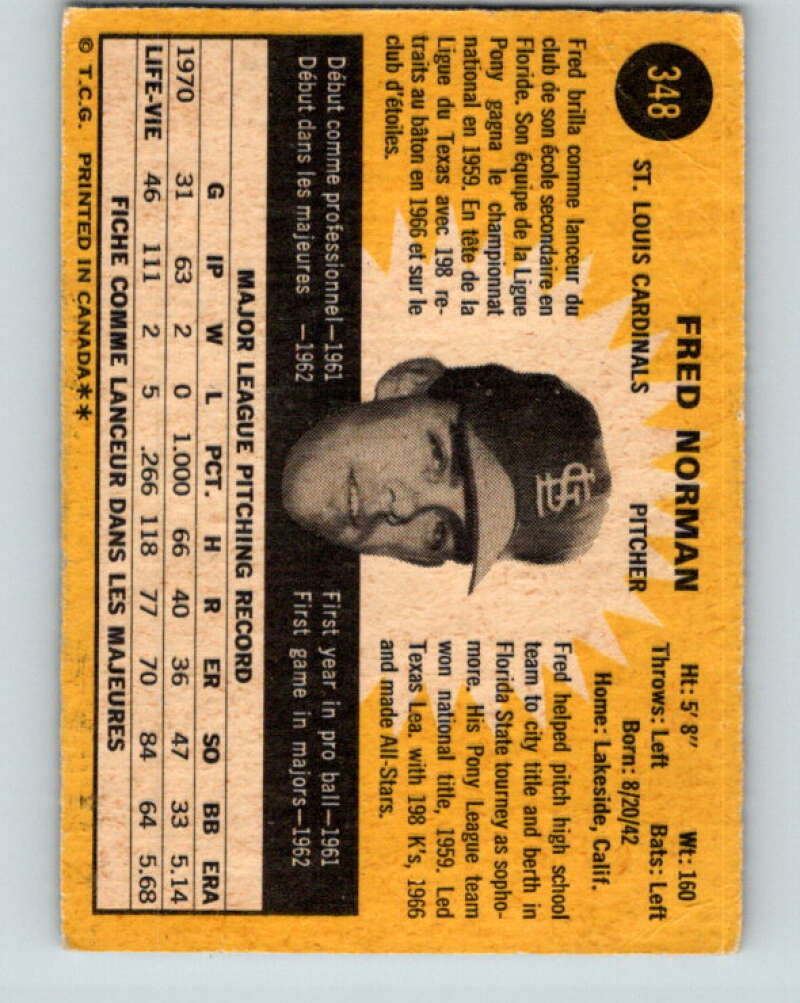 348
FRED NORMAN
ST. LOUIS CARDINALS PITCHER
Ht: 5' 8" Wt: 160
Throws: Left Bats: Left
Born: 8/20/42
Home: Lakeside, Calif.
Fred brilla comme lanceur du
club de son école secondaire en
Floride. Son équipe de la Ligue
Pony gagna le championnat
national en 1959. En tête de la
Ligue du Texas avec 198 re-
traits au bâton en 1966 et sur le
club d'étoiles.
StL
Fred helped pitch high school
team to city title and berth in
Florida State tourney as sopho-
more. His Pony League team
won national title, 1959. Led
Texas Lea. with 198 K's, 1966
and made All-Stars.
Début comme professionnel—1961
Début dans les majeures —1962
First year in pro ball—1961
First game in majors—1962
MAJOR LEAGUE PITCHING RECORD
G IP W L PCT. H R ER SO BB ERA
1970 31 63 2 0 1.000 66 40 36 47 33 5.14
LIFE-VIE 46 111 2 5 .266 118 77 70 84 64 5.68
FICHE COMME LANCEUR DANS LES MAJEURES
© T.C.G. PRINTED IN CANADA**